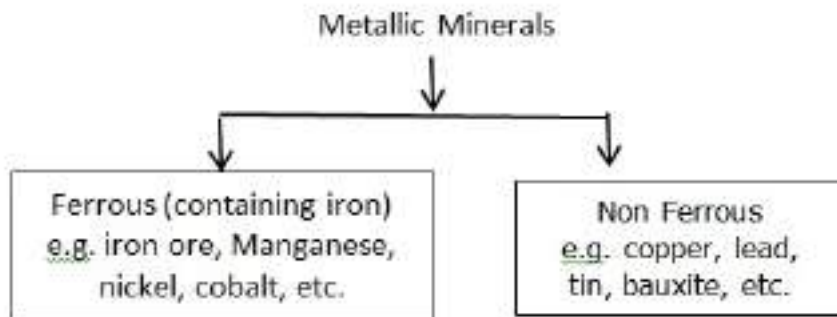 Metallic Minerals
Ferrous (containing iron)
e.g. iron ore, Manganese,
nickel, cobalt, etc.
Non Ferrous
e.g. copper, lead,
tin, bauxite, etc.